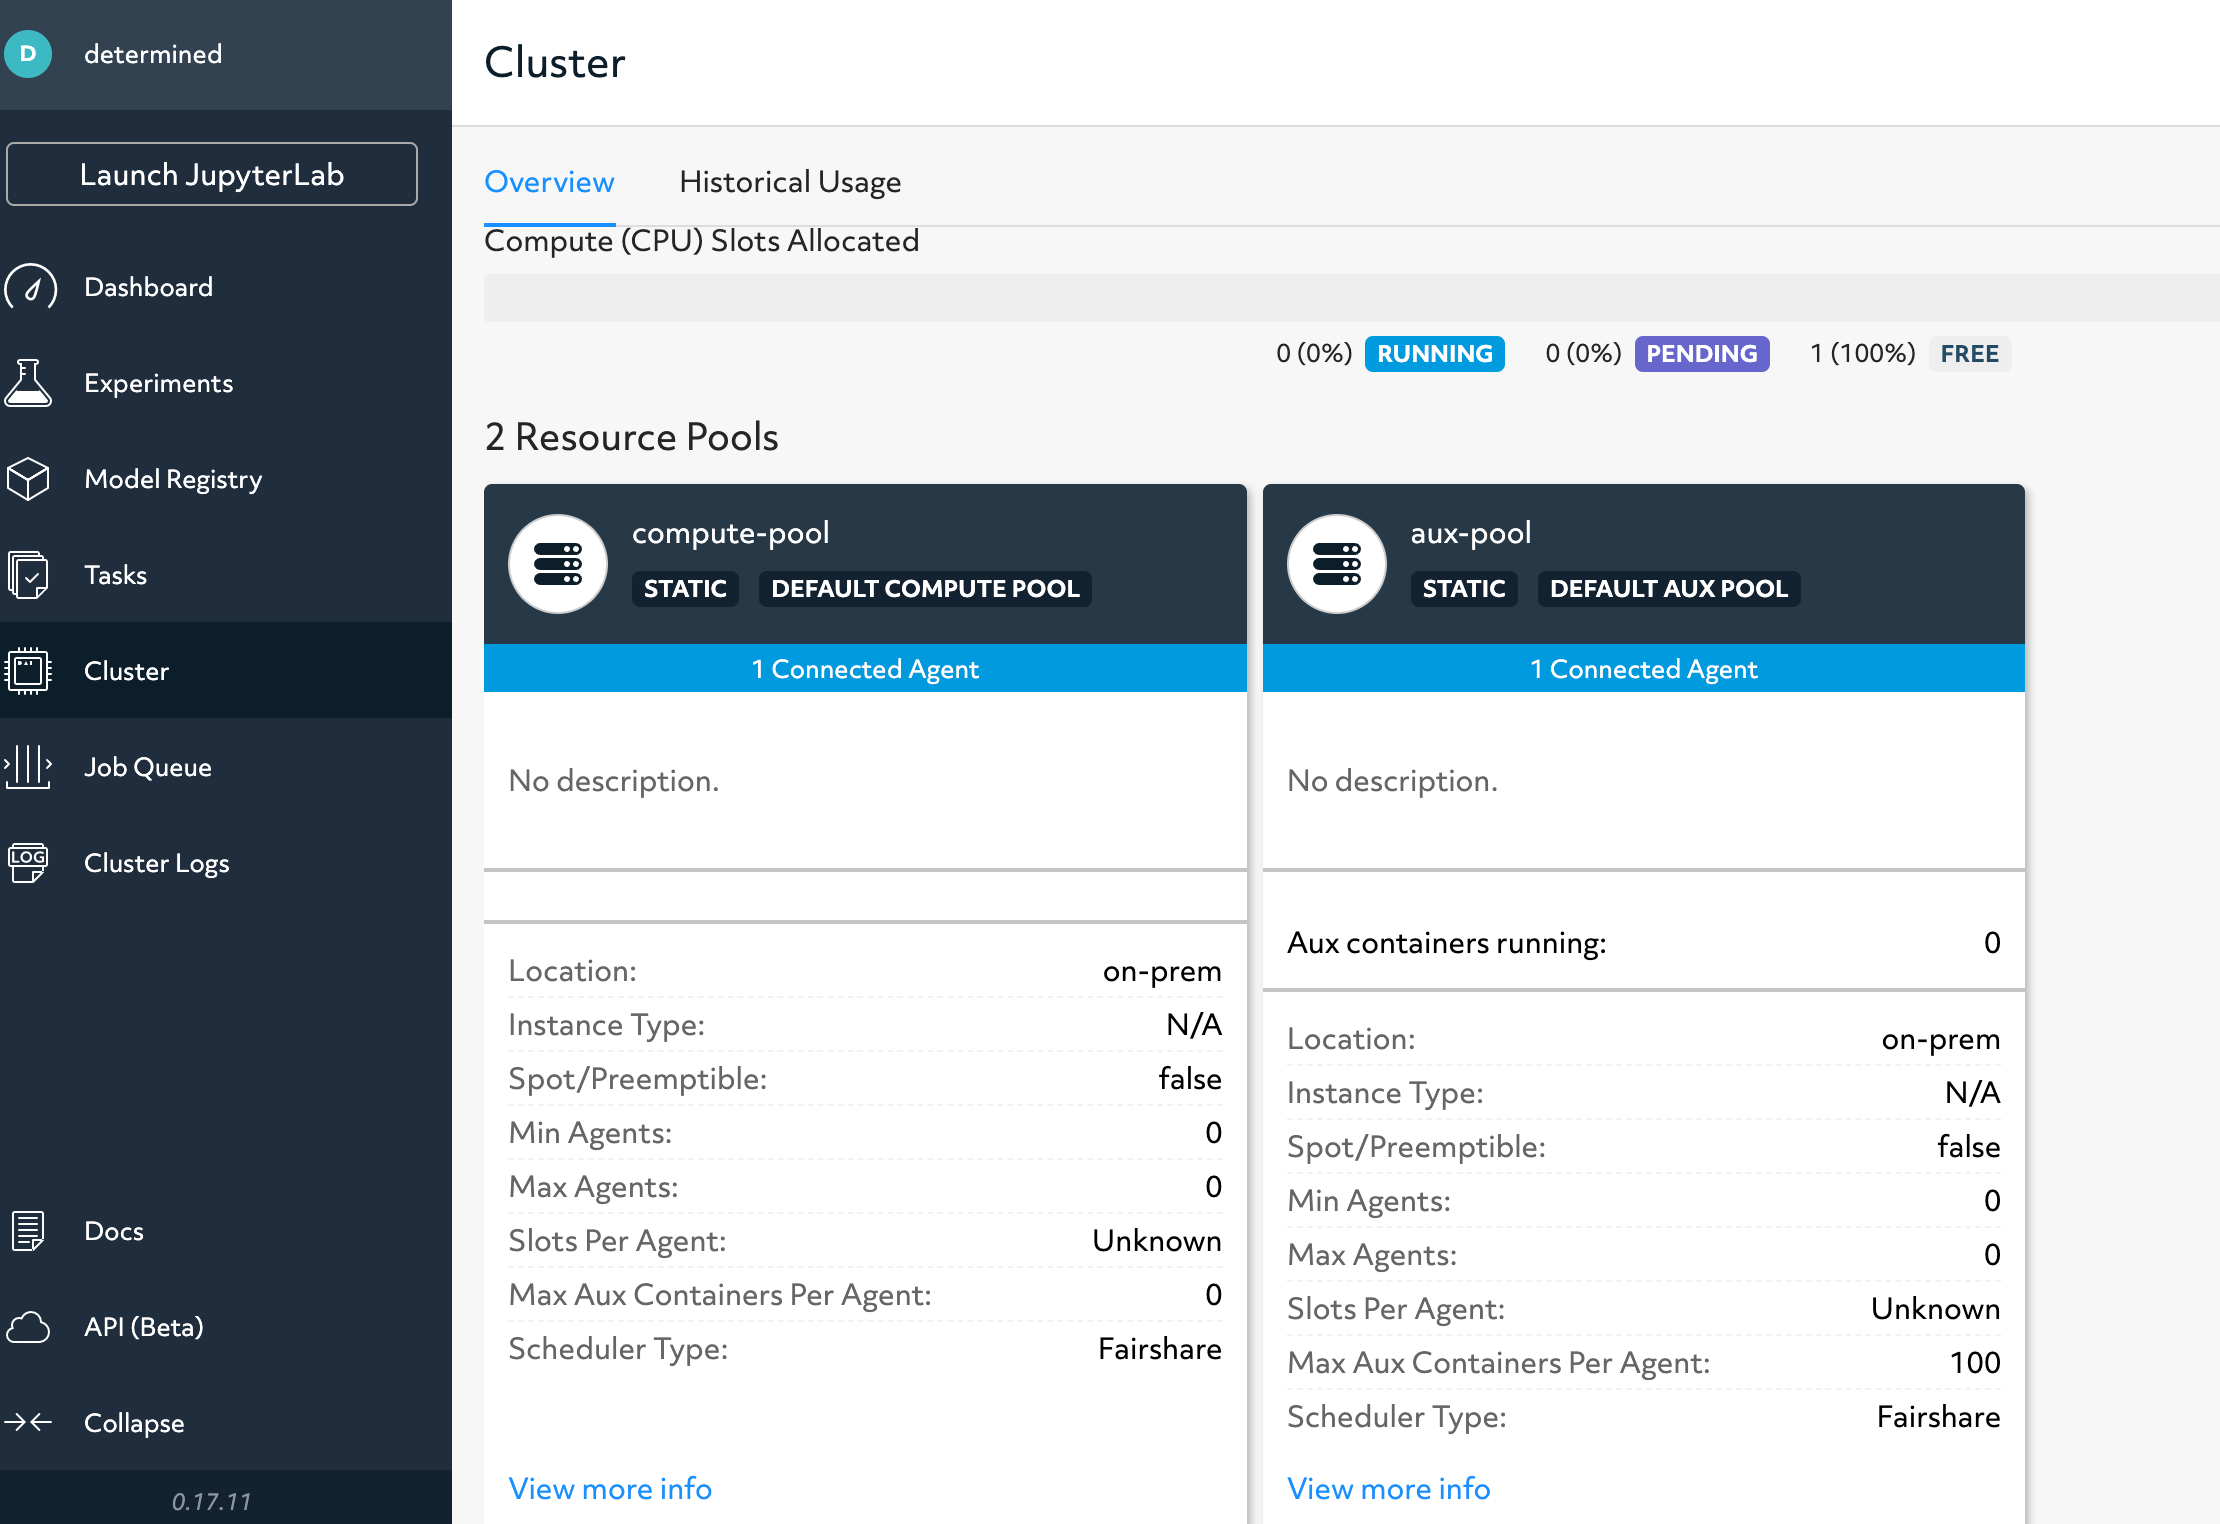 D
determined
Launch JupyterLab
Dashboard
Experiments
Model Registry
Tasks
Cluster
Job Queue
LOG
Cluster Logs
Docs
API (Beta)
Collapse
0.17.11
Cluster
Overview
Historical Usage
Compute (CPU) Slots Allocated
0 (0%) RUNNING 0 (0%) PENDING 1 (100%) FREE
2 Resource Pools
compute-pool
STATIC DEFAULT COMPUTE POOL
1 Connected Agent
No description.
Location: on-prem
Instance Type: N/A
Spot/Preemptible: false
Min Agents: 0
Max Agents: 0
Slots Per Agent: Unknown
Max Aux Containers Per Agent: 0
Scheduler Type: Fairshare
View more info
aux-pool
STATIC DEFAULT AUX POOL
1 Connected Agent
No description.
Aux containers running: 0
Location: on-prem
Instance Type: N/A
Spot/Preemptible: false
Min Agents: 0
Max Agents: 0
Slots Per Agent: Unknown
Max Aux Containers Per Agent: 100
Scheduler Type: Fairshare
View more info